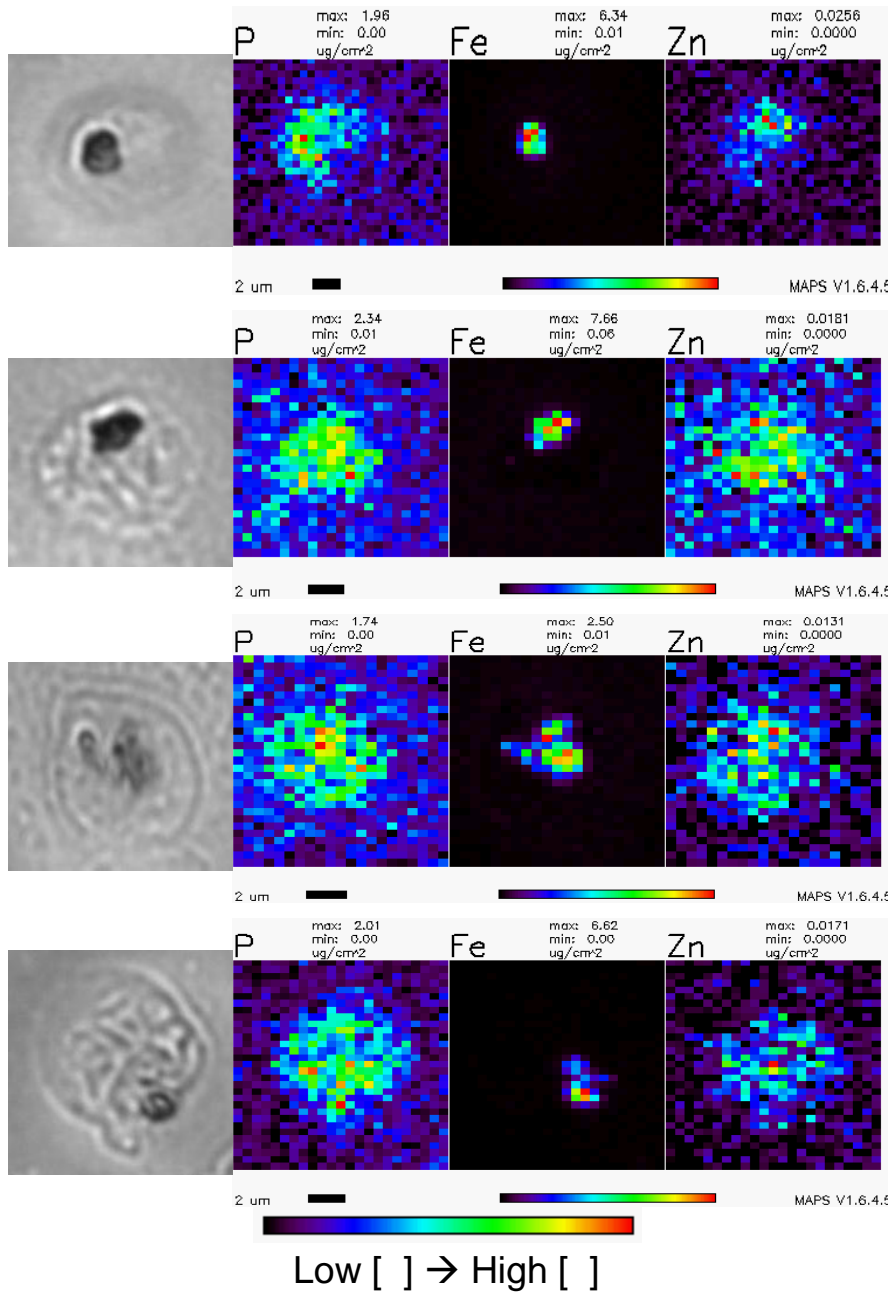 max: 1.96 max: 6.34 max: 0.0256
P min: 0.00 Fe min: 0.01 Zn min: 0.0000
ug/cm^2 ug/cm^2 ug/cm^2
2 um MAPS V1.6.4.5
max: 2.34 max: 7.66 max: 0.0181
P min: 0.01 Fe min: 0.06 Zn min: 0.0000
ug/cm^2 ug/cm^2 ug/cm^2
2 um MAPS V1.6.4.5
max: 1.74 max: 2.50 max: 0.0131
P min: 0.00 Fe min: 0.01 Zn min: 0.0000
ug/cm^2 ug/cm^2 ug/cm^2
2 um MAPS V1.6.4.5
max: 2.01 max: 6.62 max: 0.0171
P min: 0.00 Fe min: 0.00 Zn min: 0.0000
ug/cm^2 ug/cm^2 ug/cm^2
2 um MAPS V1.6.4.5
Low [ ] → High [ ]